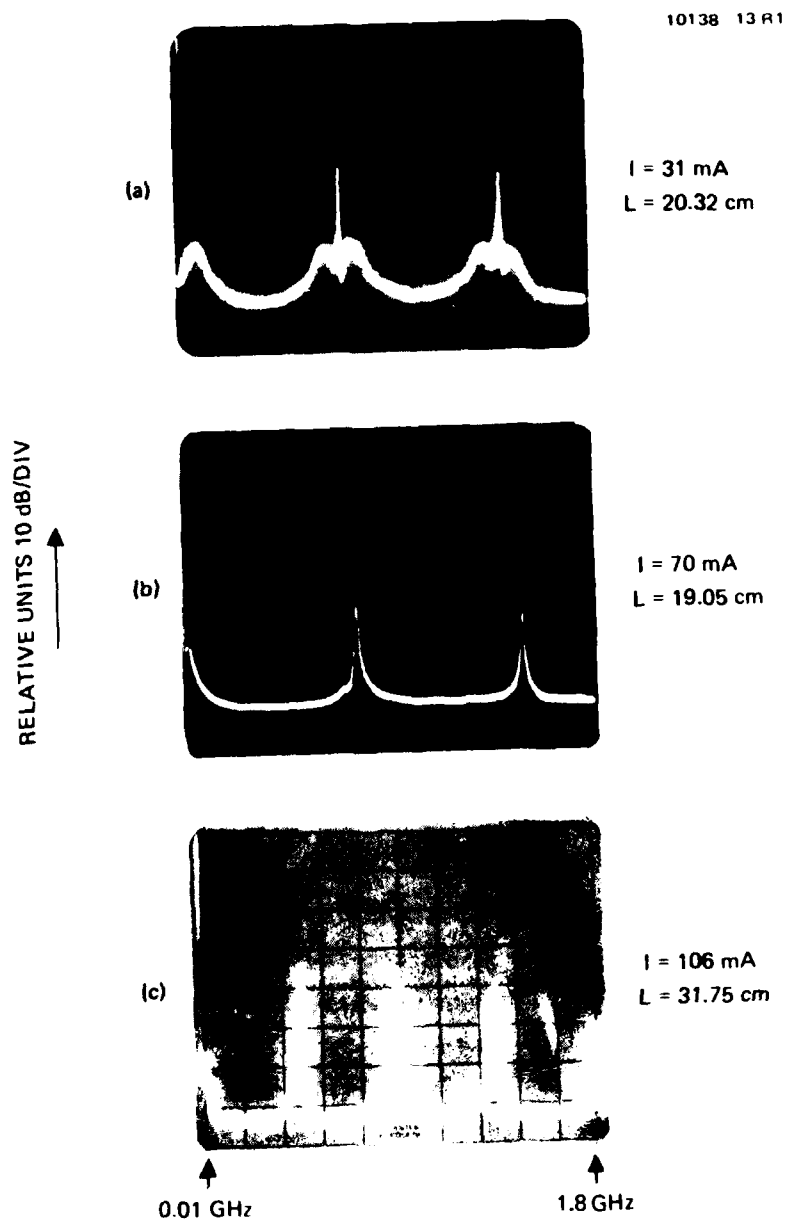 10138 13 R1
(a)
I = 31 mA
L = 20.32 cm
RELATIVE UNITS 10 dB/DIV
(b)
I = 70 mA
L = 19.05 cm
(c)
I = 106 mA
L = 31.75 cm
0.01 GHz
1.8 GHz